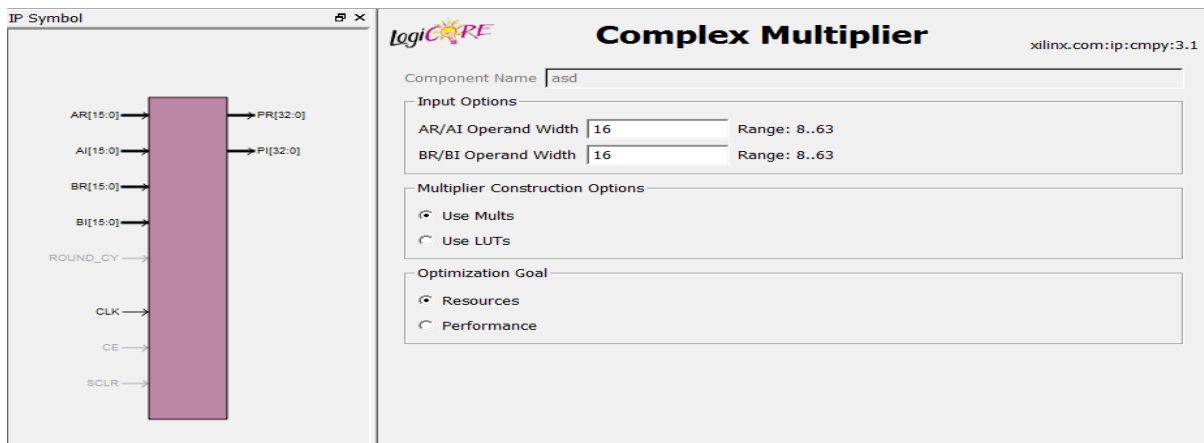 IP Symbol
AR[15:0]
PR[32:0]
AI[15:0]
PI[32:0]
BR[15:0]
BI[15:0]
ROUND_CY
CLK
CE
SCLR
LogiCORE
Complex Multiplier
xilinx.com:ip:cmpy:3.1
Component Name asd
Input Options
AR/AI Operand Width 16 Range: 8..63
BR/BI Operand Width 16 Range: 8..63
Multiplier Construction Options
Use Mults
Use LUTs
Optimization Goal
Resources
Performance